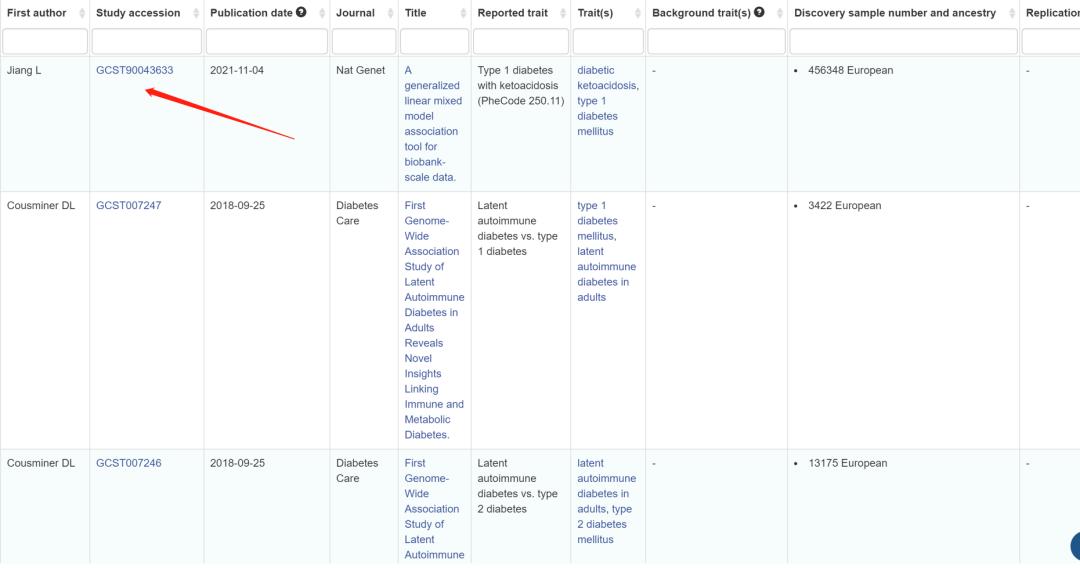 First author Study accession Publication date Journal Title Reported trait Trait(s) Background trait(s) Discovery sample number and ancestry Replication
Jiang L GCST90043633 2021-11-04 Nat Genet A Type 1 diabetes diabetic - • 456348 European -
generalized with ketoacidosis ketoacidosis,
linear mixed (PheCode 250.11) type 1
model diabetes
association mellitus
tool for
biobank-
scale data.
Cousminer DL GCST007247 2018-09-25 Diabetes First Latent type 1 - • 3422 European -
Care Genome- autoimmune diabetes
Wide diabetes vs. type mellitus,
Association 1 diabetes latent
Study of autoimmune
Latent diabetes in
Autoimmune adults
Diabetes in
Adults
Reveals
Novel
Insights
Linking
Immune and
Metabolic
Diabetes.
Cousminer DL GCST007246 2018-09-25 Diabetes First Latent latent - • 13175 European -
Care Genome- autoimmune autoimmune
Wide diabetes vs. type diabetes in
Association 2 diabetes adults, type
Study of 2 diabetes
Latent mellitus
Autoimmune